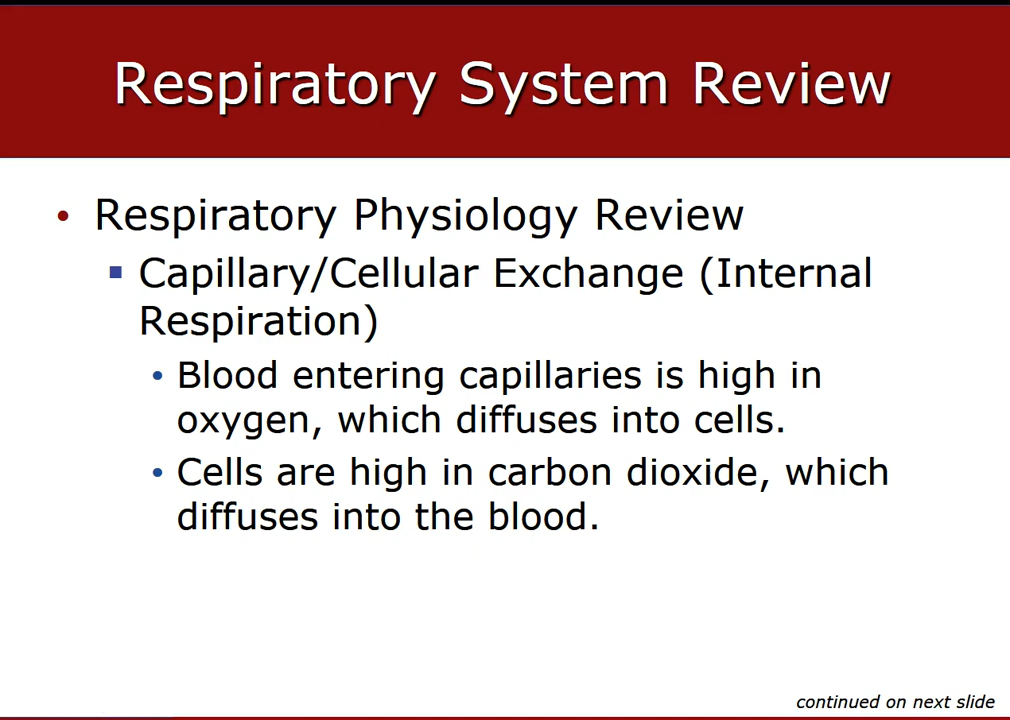 Respiratory System Review
• Respiratory Physiology Review
▪ Capillary/Cellular Exchange (Internal
Respiration)
• Blood entering capillaries is high in
oxygen, which diffuses into cells.
• Cells are high in carbon dioxide, which
diffuses into the blood.
continued on next slide